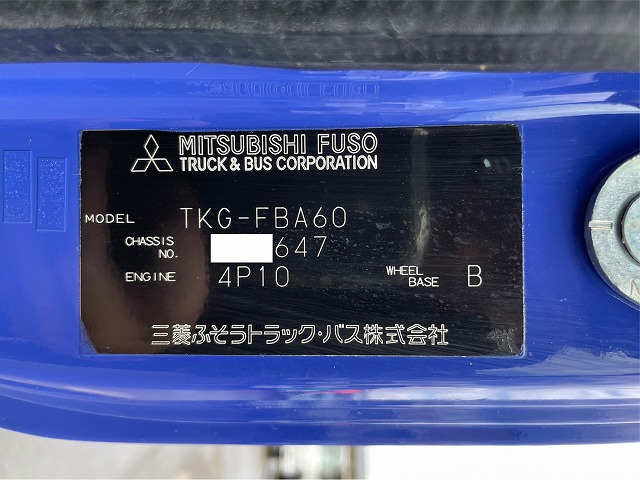 MITSUBISHI FUSO
TRUCK & BUS CORPORATION
MODEL TKG-FBA60
CHASSIS NO. 647
ENGINE 4P10 WHEEL BASE B
三菱ふそうトラック・バス株式会社